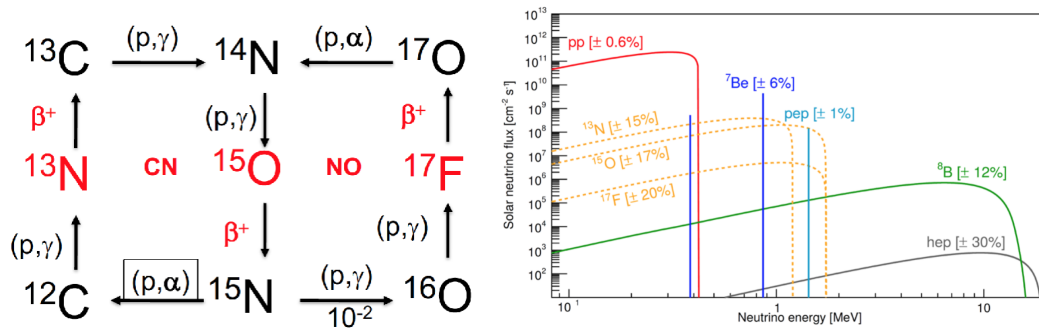 ¹³C (p,γ) ¹⁴N (p,α) ¹⁷O
β⁺ (p,γ) β⁺
¹³N CN ¹⁵O NO ¹⁷F
(p,γ) β⁺ (p,γ)
¹²C (p,α) ¹⁵N (p,γ) ¹⁶O
10⁻²
Solar neutrino flux [cm⁻² s⁻¹]
10¹³
10¹²
10¹¹
10¹⁰
10⁹
10⁸
10⁷
10⁶
10⁵
10⁴
10³
10²
pp [± 0.6%]
⁷Be [± 6%]
pep [± 1%]
¹³N [± 15%]
¹⁵O [± 17%]
¹⁷F [± 20%]
⁸B [± 12%]
hep [± 30%]
10⁻¹ 1 10
Neutrino energy [MeV]